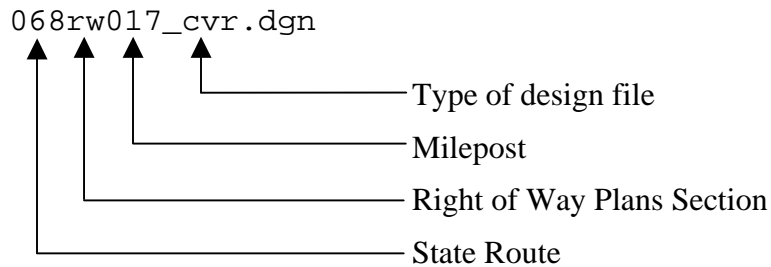 068rw017_cvr.dgn
Type of design file
Milepost
Right of Way Plans Section
State Route